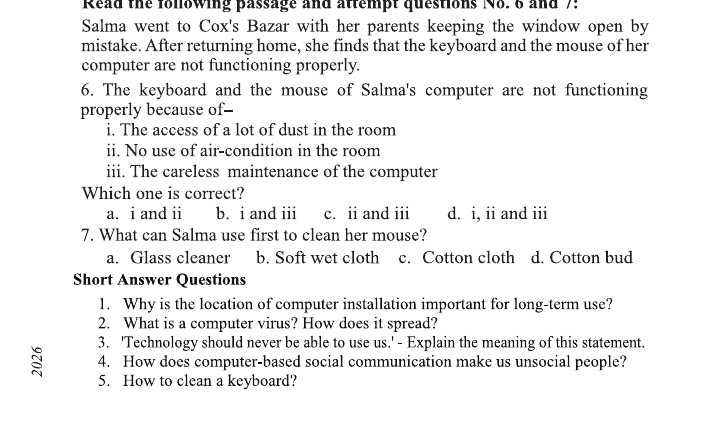 Read the following passage and attempt questions No. 6 and 7:
Salma went to Cox's Bazar with her parents keeping the window open by
mistake. After returning home, she finds that the keyboard and the mouse of her
computer are not functioning properly.
6. The keyboard and the mouse of Salma's computer are not functioning
properly because of–
i. The access of a lot of dust in the room
ii. No use of air-condition in the room
iii. The careless maintenance of the computer
Which one is correct?
a. i and ii b. i and iii c. ii and iii d. i, ii and iii
7. What can Salma use first to clean her mouse?
a. Glass cleaner b. Soft wet cloth c. Cotton cloth d. Cotton bud
Short Answer Questions
1. Why is the location of computer installation important for long-term use?
2. What is a computer virus? How does it spread?
3. 'Technology should never be able to use us.' - Explain the meaning of this statement.
4. How does computer-based social communication make us unsocial people?
5. How to clean a keyboard?
2026